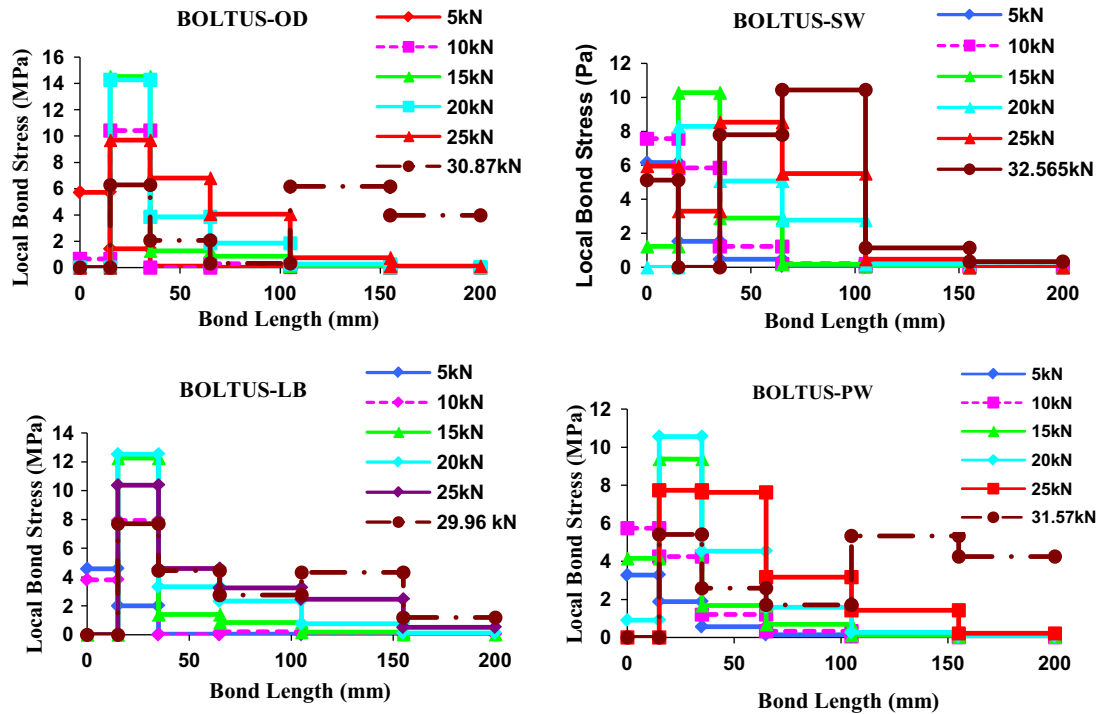 BOLTUS-OD
Local Bond Stress (MPa)
16
14
12
10
8
6
4
2
0
0 50 100 150 200
Bond Length (mm)
5kN
10kN
15kN
20kN
25kN
30.87kN
BOLTUS-SW
Local Bond Stress (Pa)
12
10
8
6
4
2
0
0 50 100 150 200
Bond Length (mm)
5kN
10kN
15kN
20kN
25kN
32.565kN
BOLTUS-LB
Local Bond Stress (MPa)
14
12
10
8
6
4
2
0
0 50 100 150 200
Bond Length (mm)
5kN
10kN
15kN
20kN
25kN
29.96 kN
BOLTUS-PW
Local Bond Stress (MPa)
12
10
8
6
4
2
0
0 50 100 150 200
Bond Length (mm)
5kN
10kN
15kN
20kN
25kN
31.57kN